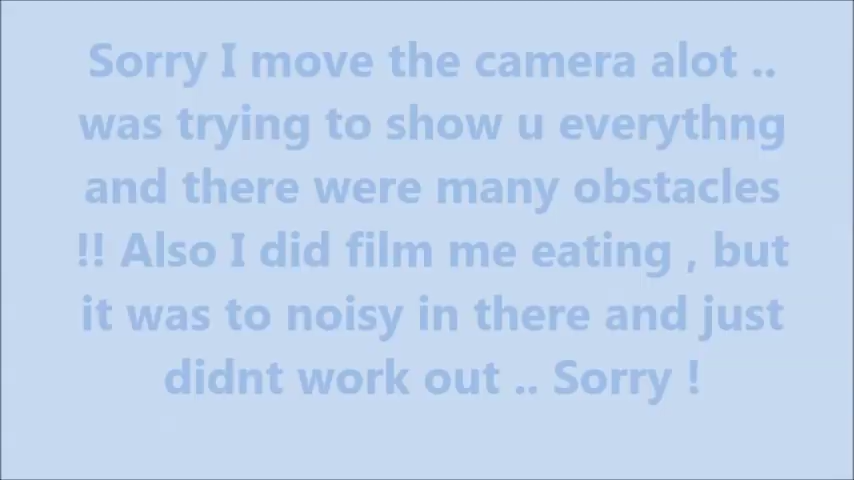 Sorry I move the camera alot ..
was trying to show u everythng
and there were many obstacles
!! Also I did film me eating , but
it was to noisy in there and just
didnt work out .. Sorry !